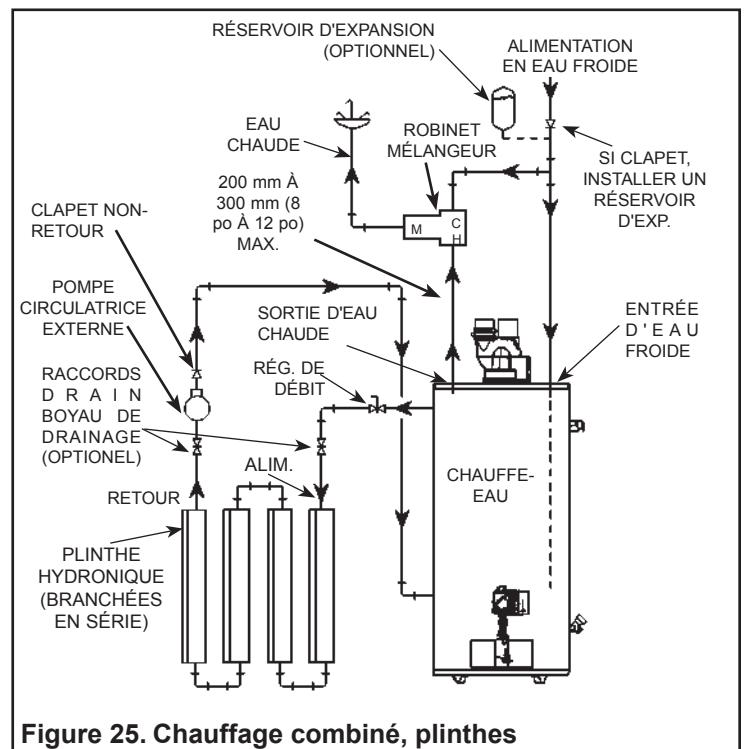 RÉSERVOIR D'EXPANSION
(OPTIONNEL)
ALIMENTATION
EN EAU FROIDE
EAU
CHAUDE
ROBINET
MÉLANGEUR
SI CLAPET,
INSTALLER UN
RÉSERVOIR
D'EXP.
200 mm À
300 mm (8
po À 12 po)
MAX.
M
C
H
CLAPET NON-
RETOUR
POMPE
CIRCULATRICE
EXTERNE
SORTIE D'EAU
CHAUDE
ENTRÉE
D ' E A U
FROIDE
RÉG. DE
DÉBIT
RACCORDS
D R A I N
BOYAU DE
DRAINAGE
(OPTIONEL)
ALIM.
CHAUFFE-
EAU
RETOUR
PLINTHE
HYDRONIQUE
(BRANCHÉES
EN SÉRIE)
Figure 25. Chauffage combiné, plinthes